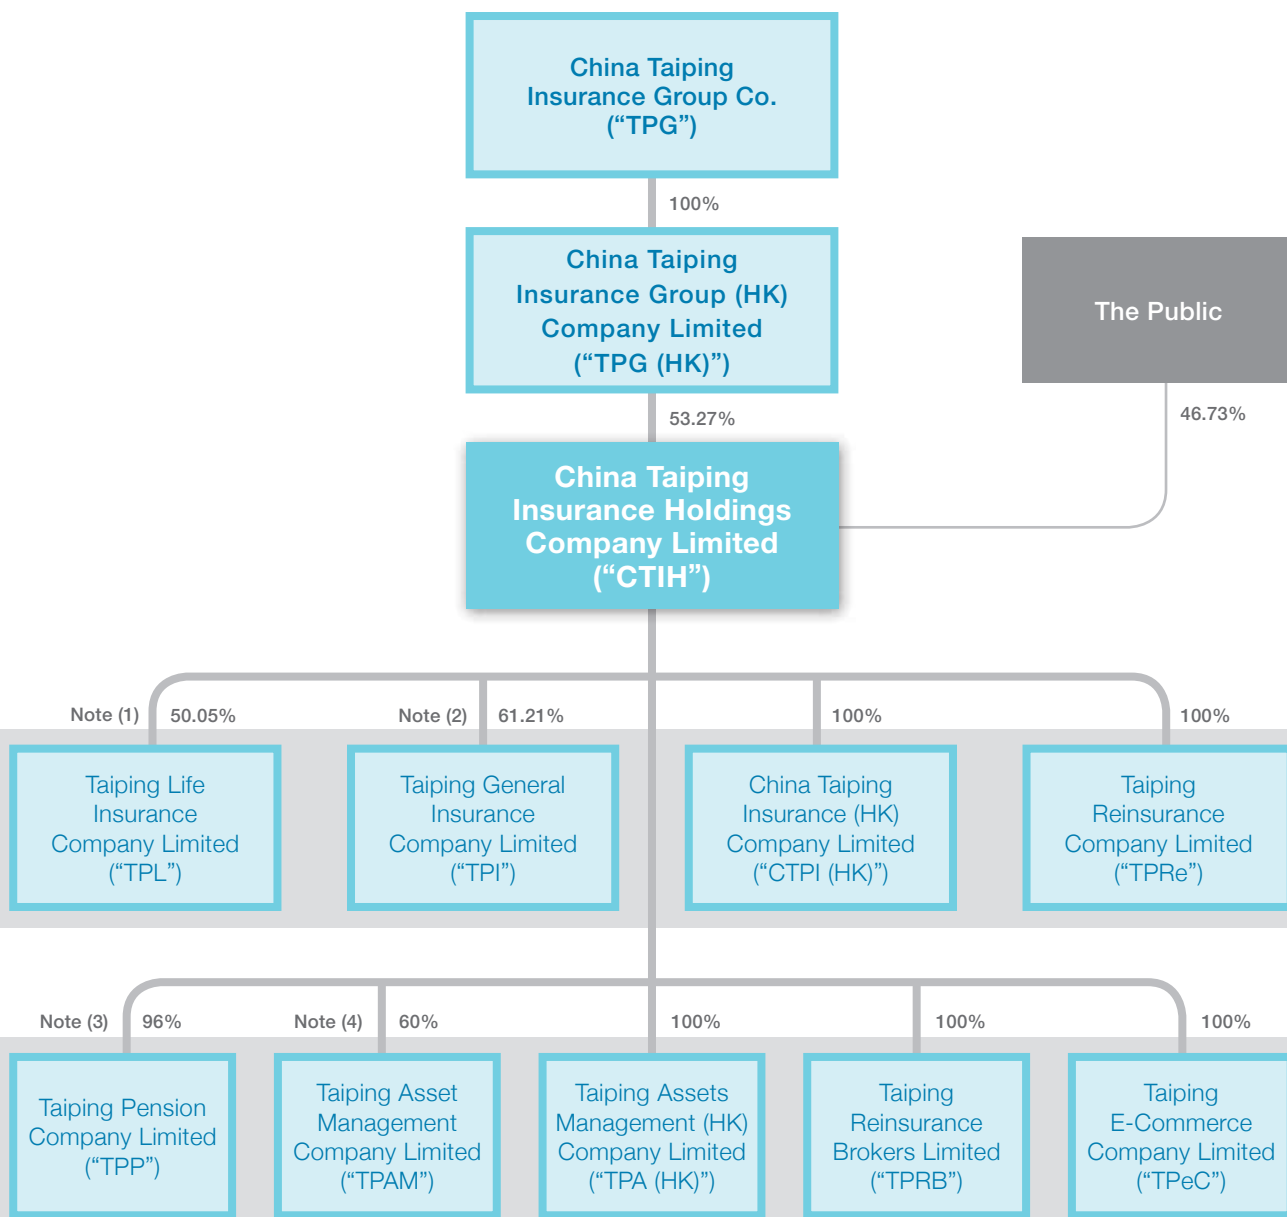 China Taiping
Insurance Group Co.
(“TPG”)
100%
China Taiping
Insurance Group (HK)
Company Limited
(“TPG (HK)”)
The Public
53.27%
46.73%
China Taiping
Insurance Holdings
Company Limited
(“CTIH”)
Note (1)
50.05%
Note (2)
61.21%
100%
100%
Taiping Life
Insurance
Company Limited
(“TPL”)
Taiping General
Insurance
Company Limited
(“TPI”)
China Taiping
Insurance (HK)
Company Limited
(“CTPI (HK)”)
Taiping
Reinsurance
Company Limited
(“TPRe”)
Note (3)
96%
Note (4)
60%
100%
100%
100%
Taiping Pension
Company Limited
(“TPP”)
Taiping Asset
Management
Company Limited
(“TPAM”)
Taiping Assets
Management (HK)
Company Limited
(“TPA (HK)”)
Taiping
Reinsurance
Brokers Limited
(“TPRB”)
Taiping
E-Commerce
Company Limited
(“TPeC”)